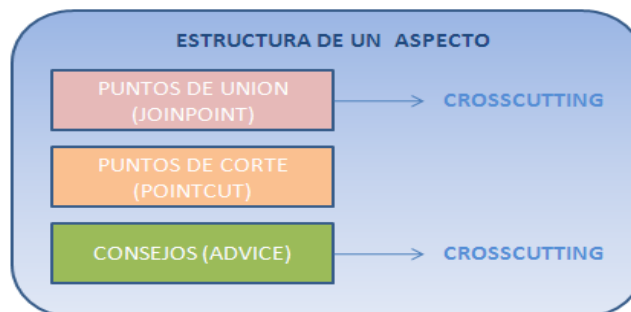 ESTRUCTURA DE UN ASPECTO
PUNTOS DE UNION
(JOINPOINT)
CROSSCUTTING
PUNTOS DE CORTE
(POINTCUT)
CONSEJOS (ADVICE)
CROSSCUTTING